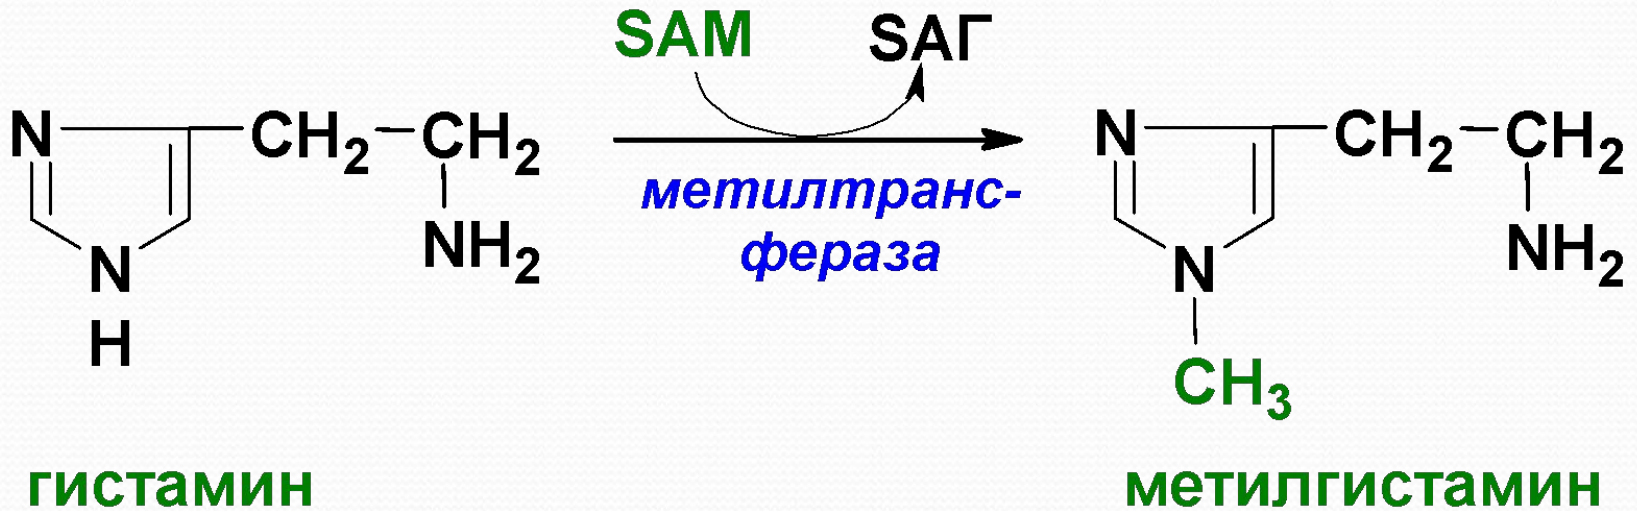 SAM SAГ
N CH₂ CH₂ N CH₂ CH₂
метилтранс-
NH₂ NH₂
фераза
N N
H
CH₃
гистамин метилгистамин